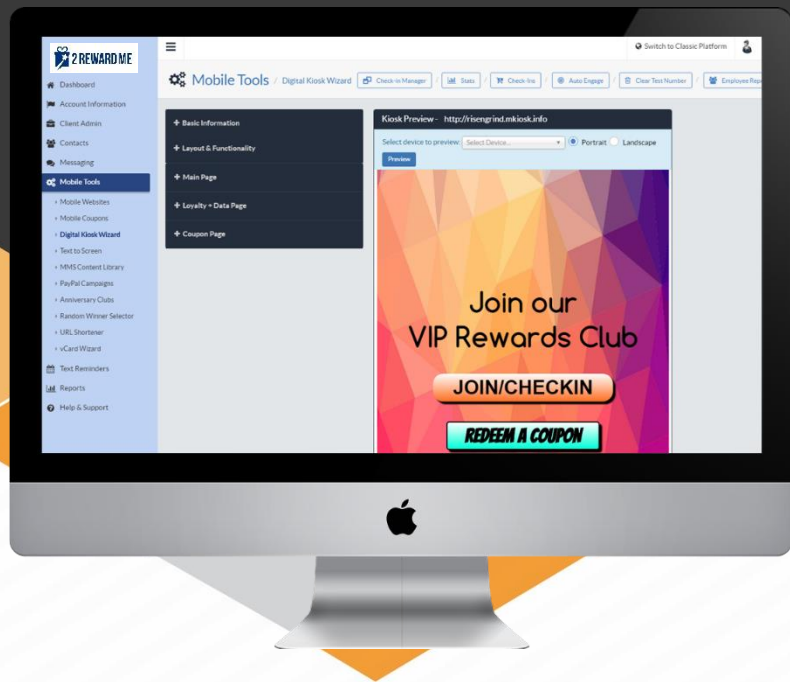 2 REWARD ME
Switch to Classic Platform
Mobile Tools / Digital Kiosk Wizard
Check-in Manager / Stats / Check-Ins / Auto Engage / Clear Text Number / Employee Rep
Dashboard
Account Information
Client Admin
Contacts
Messaging
Mobile Tools
Mobile Websites
Mobile Coupons
Digital Kiosk Wizard
Text to Screen
MMS Content Library
PayPal Campaigns
Anniversary Clubs
Random Winner Selector
URL Shortener
vCard Wizard
Text Reminders
Reports
Help & Support
+ Basic Information
+ Layout & Functionality
+ Main Page
+ Loyalty + Data Page
+ Coupon Page
Kiosk Preview - http://risengrind.mkiosk.info
Select device to preview: Select Device... Portrait Landscape
Preview
Join our
VIP Rewards Club
JOIN/CHECKIN
REDEEM A COUPON